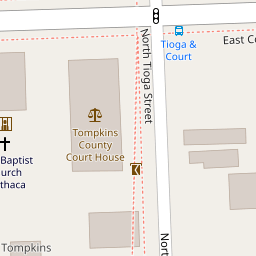 North Tioga Street
Tioga &
Court
East Co
Tompkins
County
Court House
Baptist
urch
thaca
Nort
Tompkins